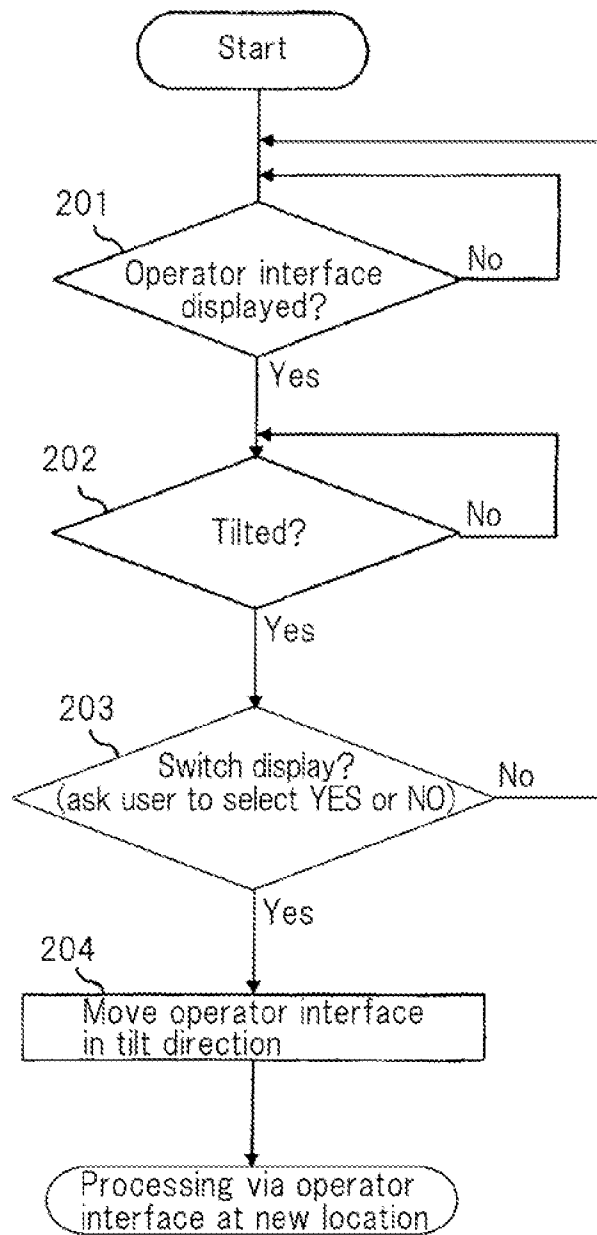 Start
201
Operator interface
displayed?
No
Yes
202
Tilted?
No
Yes
203
Switch display?
(ask user to select YES or NO)
No
Yes
204
Move operator interface
in tilt direction
Processing via operator
interface at new location